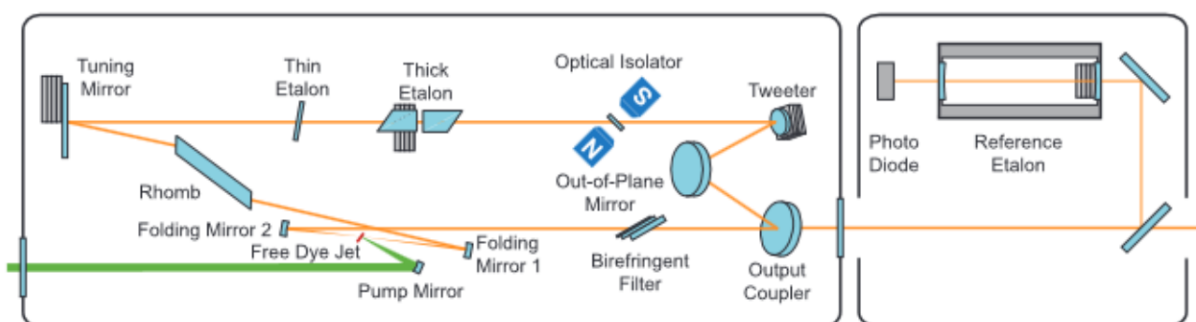 Tuning
Mirror
Thin
Etalon
Thick
Etalon
Optical Isolator
S
N
Tweeter
Out-of-Plane
Mirror
Rhomb
Folding Mirror 2
Free Dye Jet
Folding
Mirror 1
Pump Mirror
Birefringent
Filter
Output
Coupler
Photo
Diode
Reference
Etalon